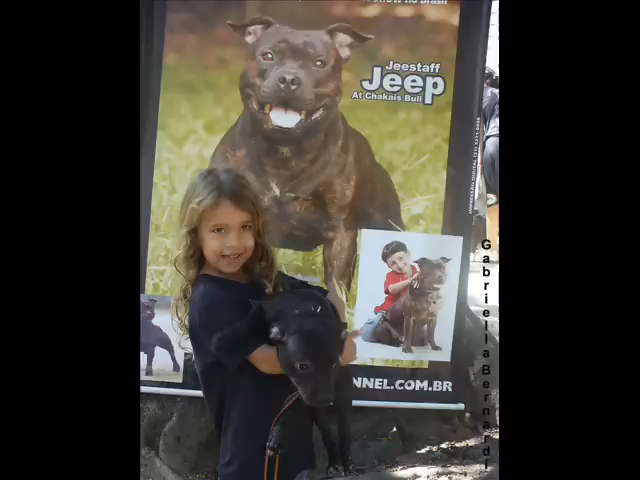 Jeestaff
Jeep
At Chakais Bull
NNEL.COM.BR
GabriellaBernardi